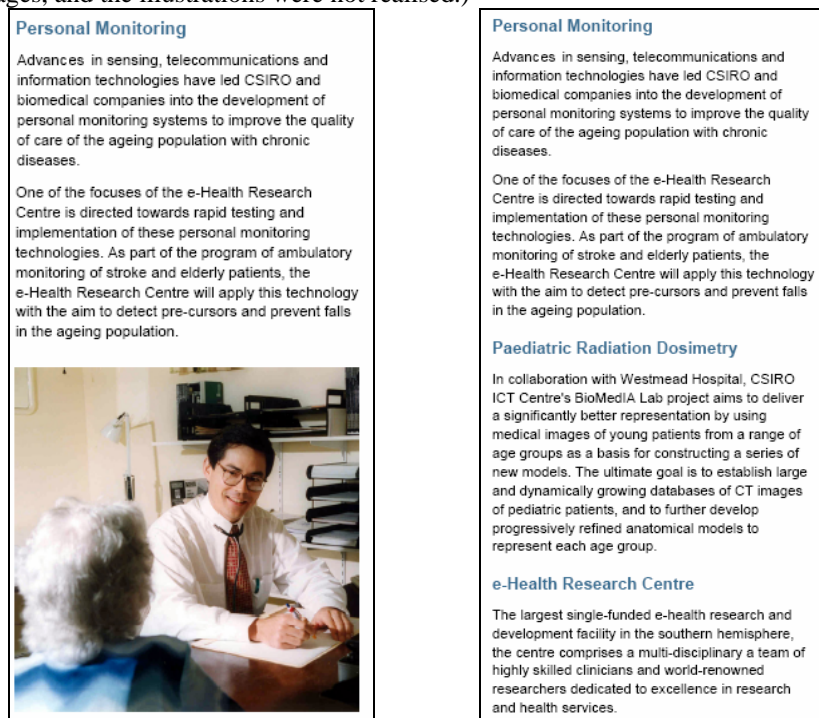 ages, and the illustrations were not realised.)
Personal Monitoring
Advances in sensing, telecommunications and
information technologies have led CSIRO and
biomedical companies into the development of
personal monitoring systems to improve the quality
of care of the ageing population with chronic
diseases.
One of the focuses of the e-Health Research
Centre is directed towards rapid testing and
implementation of these personal monitoring
technologies. As part of the program of ambulatory
monitoring of stroke and elderly patients, the
e-Health Research Centre will apply this technology
with the aim to detect pre-cursors and prevent falls
in the ageing population.
Personal Monitoring
Advances in sensing, telecommunications and
information technologies have led CSIRO and
biomedical companies into the development of
personal monitoring systems to improve the quality
of care of the ageing population with chronic
diseases.
One of the focuses of the e-Health Research
Centre is directed towards rapid testing and
implementation of these personal monitoring
technologies. As part of the program of ambulatory
monitoring of stroke and elderly patients, the
e-Health Research Centre will apply this technology
with the aim to detect pre-cursors and prevent falls
in the ageing population.
Paediatric Radiation Dosimetry
In collaboration with Westmead Hospital, CSIRO
ICT Centre's BioMedIA Lab project aims to deliver
a significantly better representation by using
medical images of young patients from a range of
age groups as a basis for constructing a series of
new models. The ultimate goal is to establish large
and dynamically growing databases of CT images
of pediatric patients, and to further develop
progressively refined anatomical models to
represent each age group.
e-Health Research Centre
The largest single-funded e-health research and
development facility in the southern hemisphere,
the centre comprises a multi-disciplinary a team of
highly skilled clinicians and world-renowned
researchers dedicated to excellence in research
and health services.